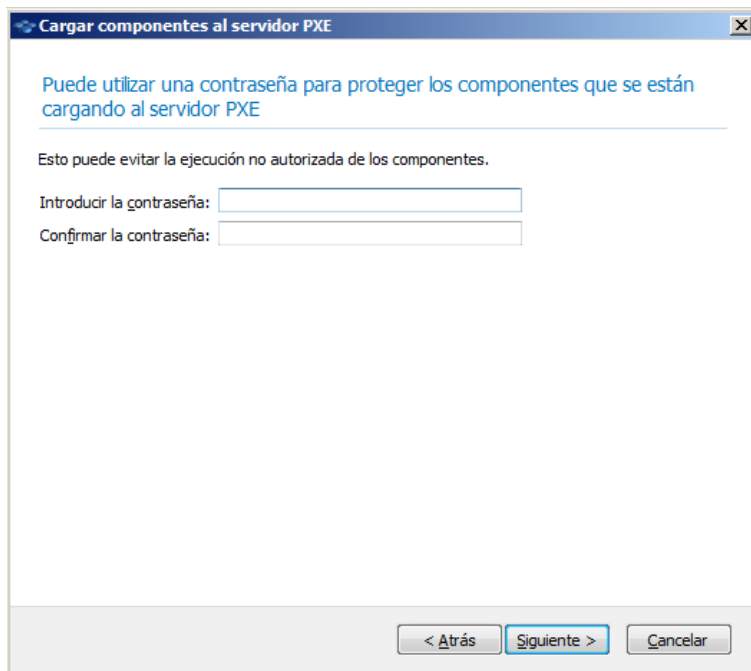 Cargar componentes al servidor PXE
Puede utilizar una contraseña para proteger los componentes que se están
cargando al servidor PXE
Esto puede evitar la ejecución no autorizada de los componentes.
Introducir la contraseña:
Confirmar la contraseña:
< Atrás Siguiente > Cancelar